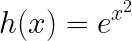 h(x) = e^{x^2}